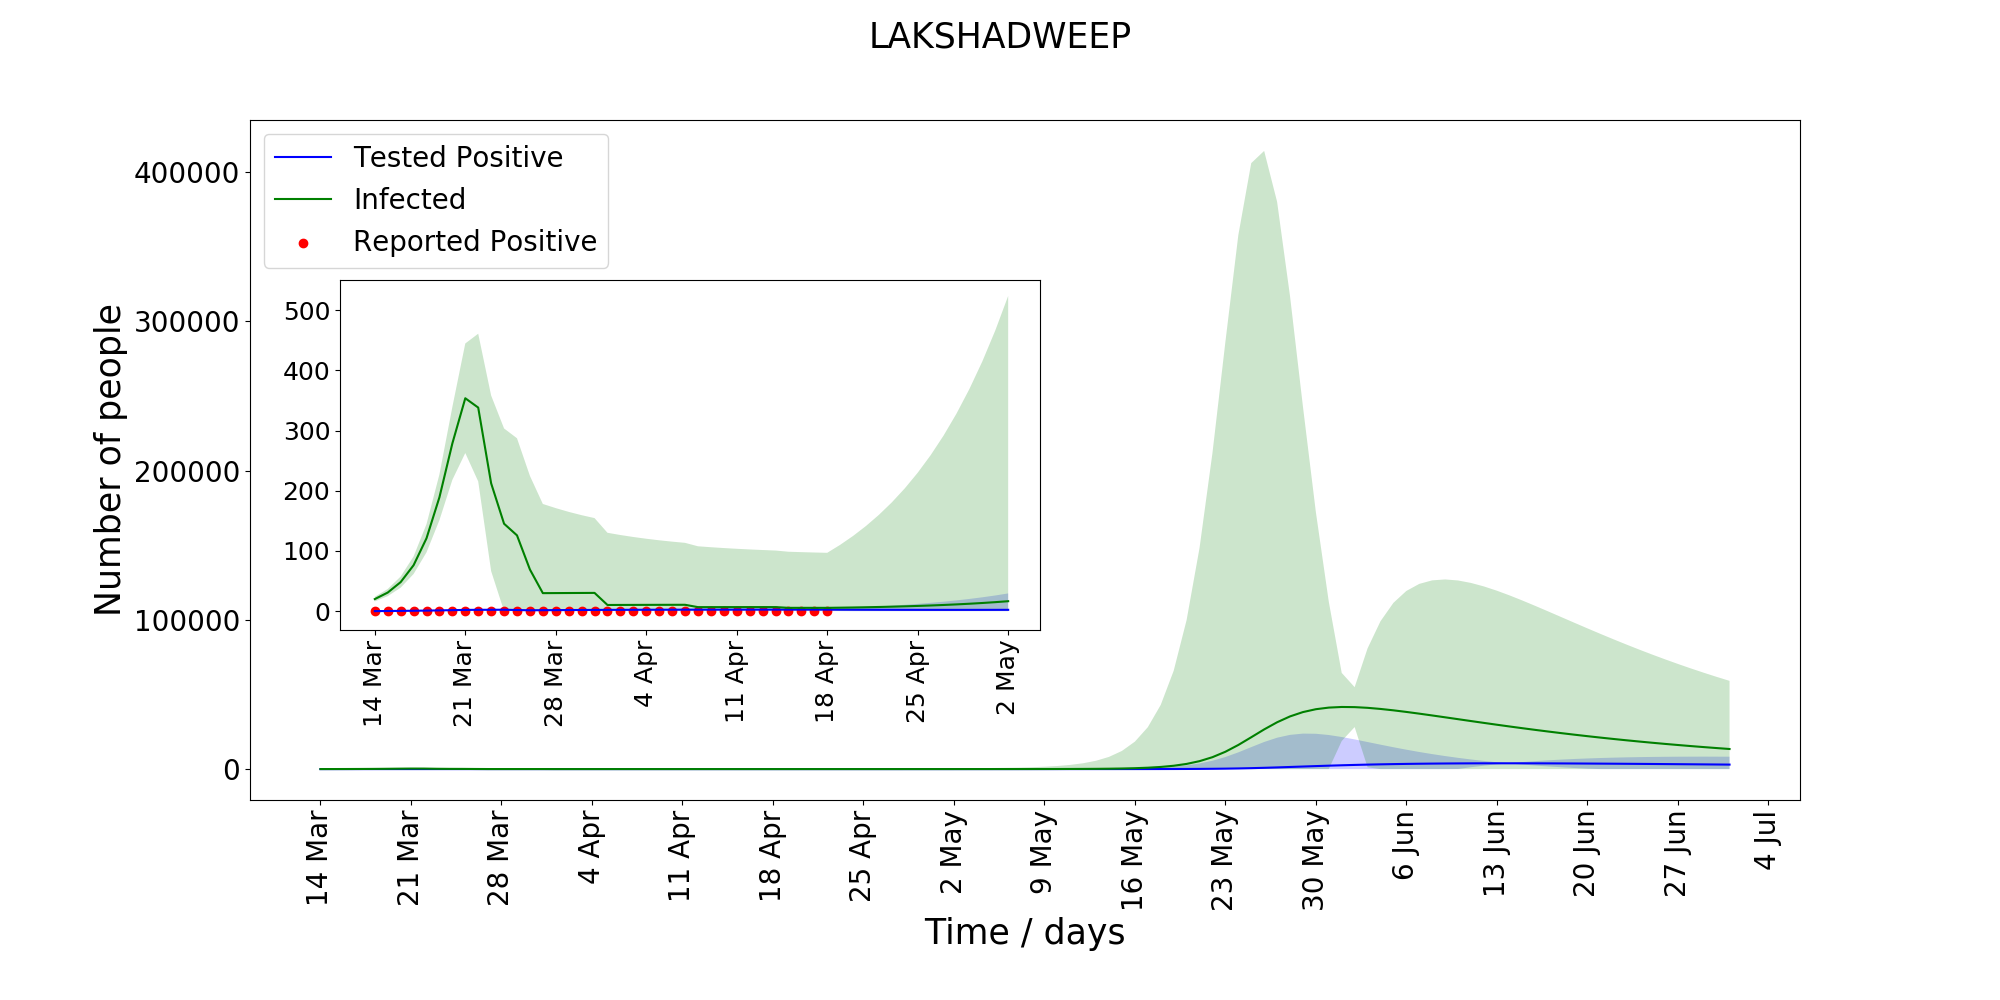 LAKSHADWEEP
Tested Positive
Infected
Reported Positive
Number of people
400000
300000
200000
100000
0
500
400
300
200
100
0
14 Mar
21 Mar
28 Mar
4 Apr
11 Apr
18 Apr
25 Apr
2 May
14 Mar
21 Mar
28 Mar
4 Apr
11 Apr
18 Apr
25 Apr
2 May
9 May
16 May
23 May
30 May
6 Jun
13 Jun
20 Jun
27 Jun
4 Jul
Time / days